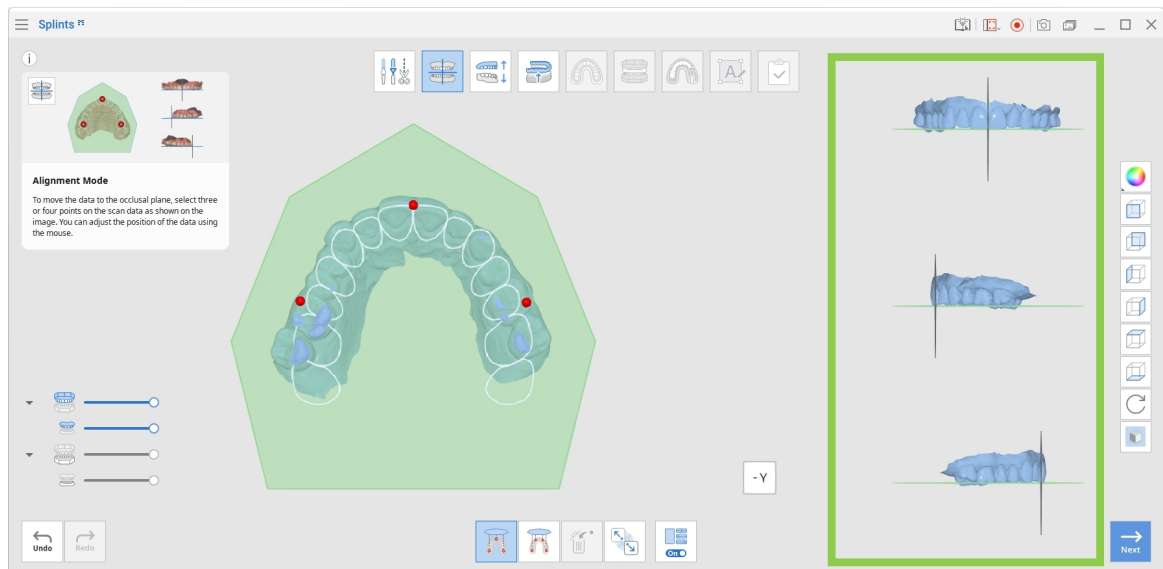 Splints
Alignment Mode
To move the data to the occlusal plane, select three
or four points on the scan data as shown on the
image. You can adjust the position of the data using
the mouse.
- Y
Undo
Redo
On
Next